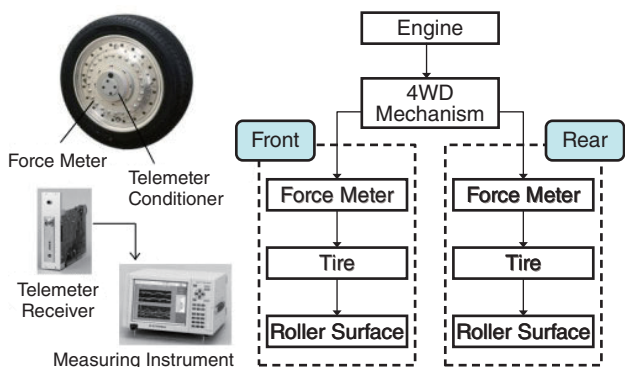 Force Meter
Telemeter
Conditioner
Telemeter
Receiver
Measuring Instrument
Engine
4WD
Mechanism
Front
Rear
Force Meter
Tire
Roller Surface
Force Meter
Tire
Roller Surface